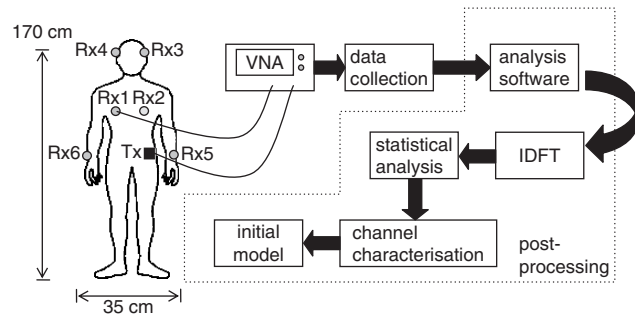 170 cm
Rx4
Rx3
Rx1 Rx2
Rx6
Tx
Rx5
35 cm
VNA
data
collection
analysis
software
statistical
analysis
IDFT
initial
model
channel
characterisation
post-
processing